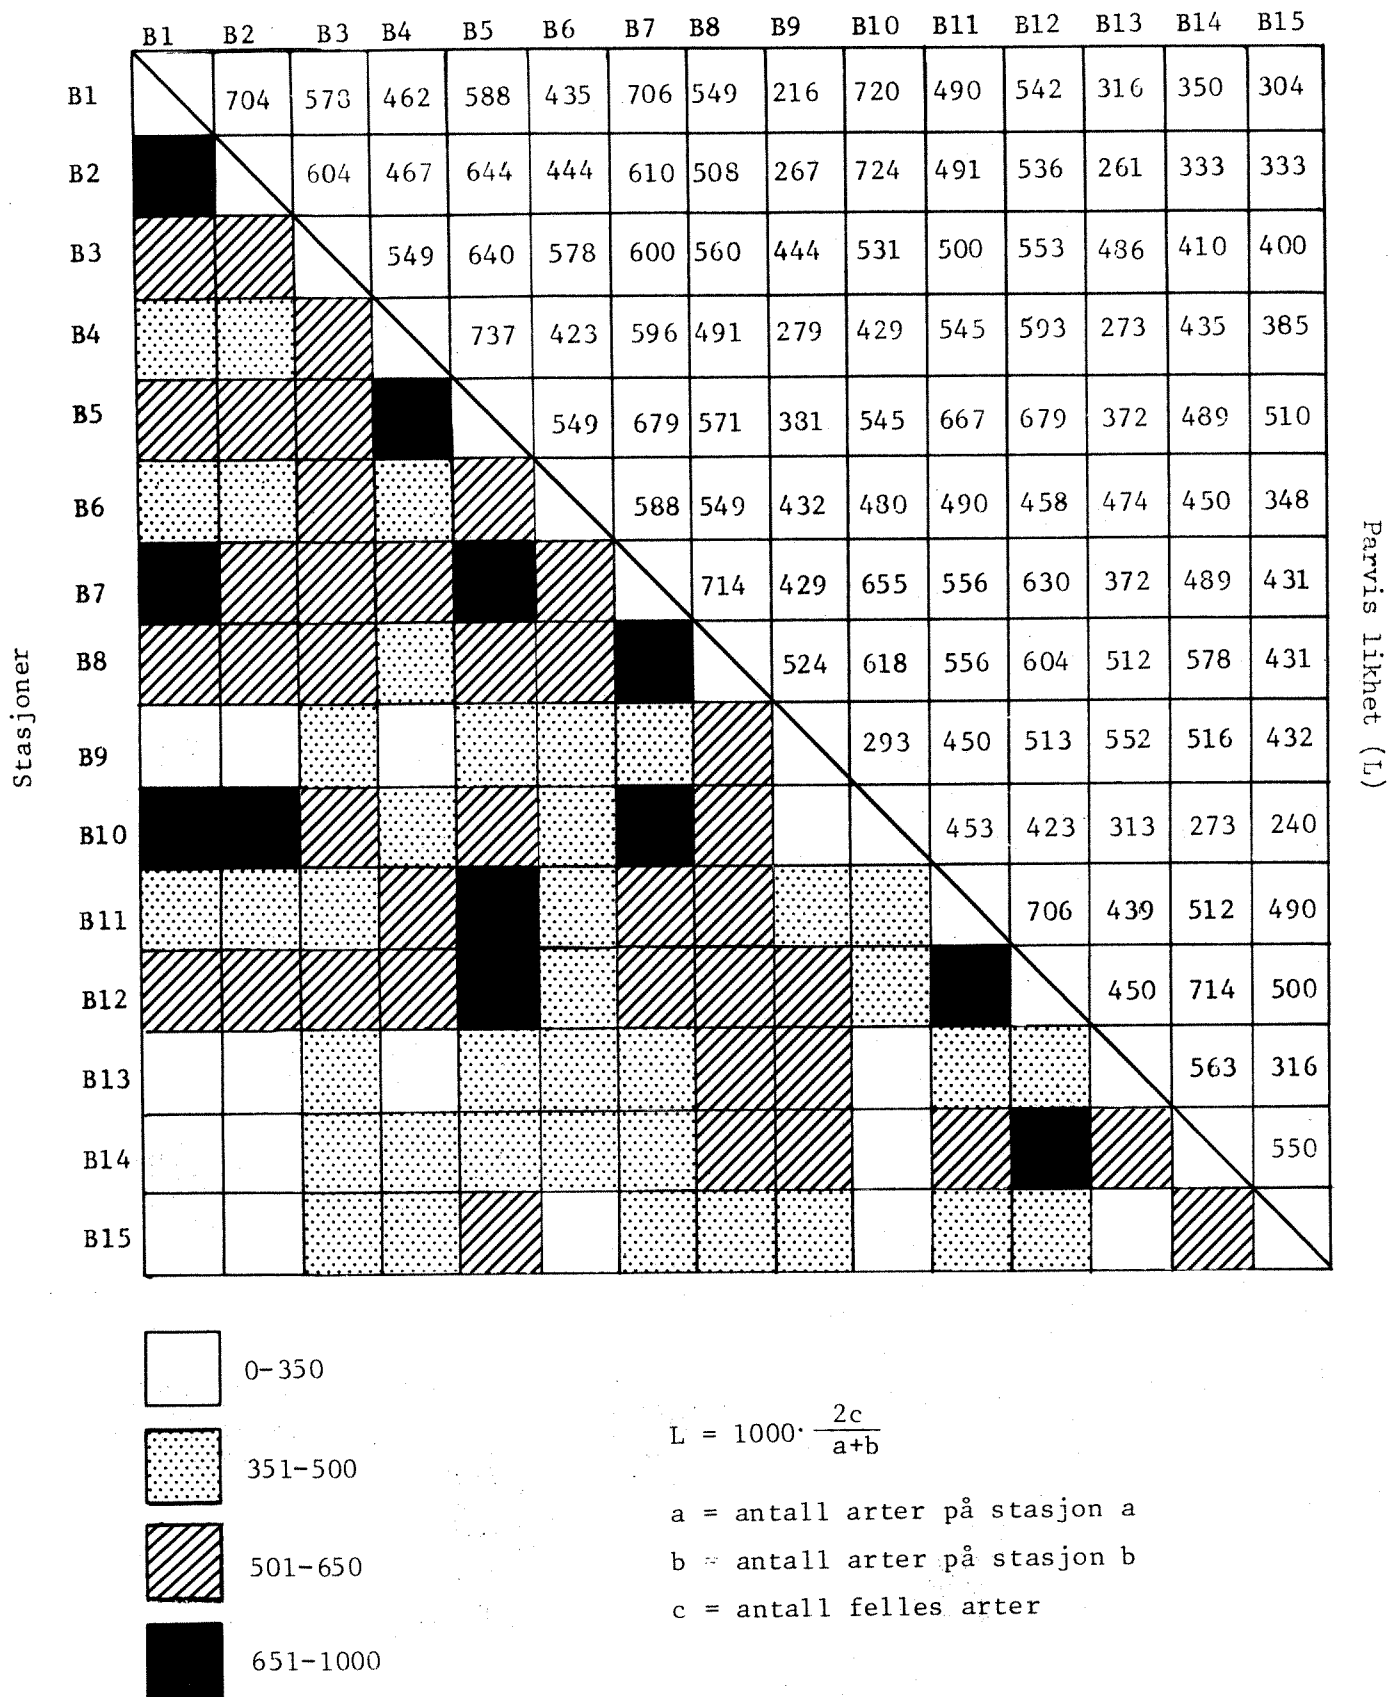 B1 B2 B3 B4 B5 B6 B7 B8 B9 B10 B11 B12 B13 B14 B15
B1 704 578 462 588 435 706 549 216 720 490 542 316 350 304
B2 604 467 644 444 610 508 267 724 491 536 261 333 333
B3 549 640 578 600 560 444 531 500 553 486 410 400
B4 737 423 596 491 279 429 545 593 273 435 385
B5 549 679 571 381 545 667 679 372 489 510
B6 588 549 432 480 490 458 474 450 348
B7 714 429 655 556 630 372 489 431
B8 524 618 556 604 512 578 431
B9 293 450 513 552 516 432
B10 453 423 313 273 240
B11 706 439 512 490
B12 450 714 500
B13 563 316
B14 550
B15
Stasjoner
Parvis likhet (L)
0-350
351-500
501-650
651-1000
L = 1000· 2c
a+b
a = antall arter på stasjon a
b = antall arter på stasjon b
c = antall felles arter